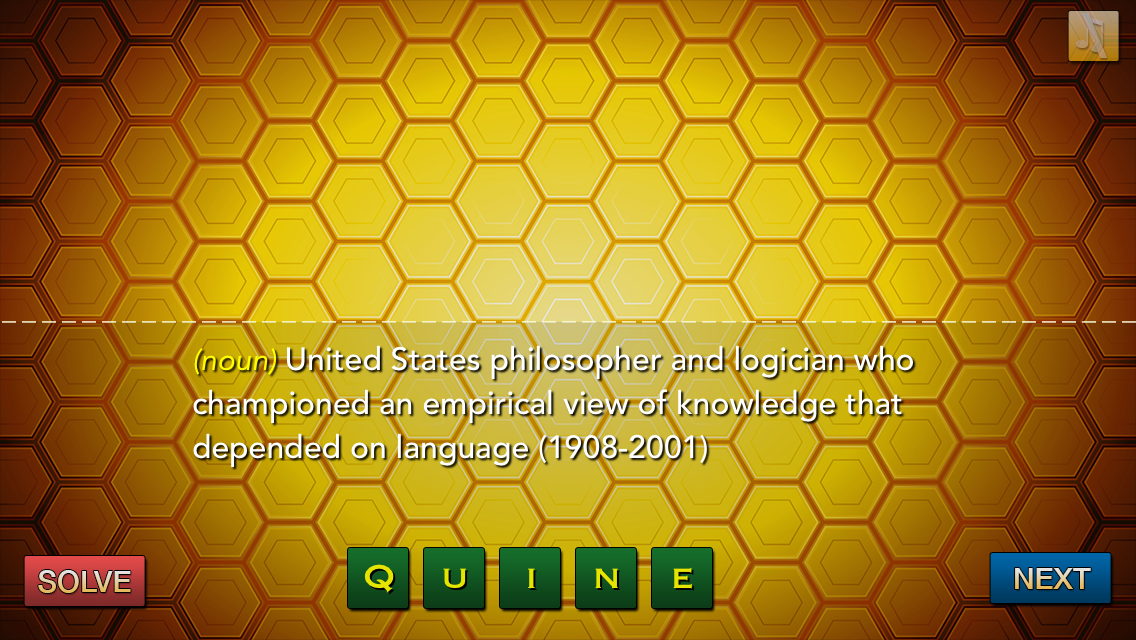 (noun) United States philosopher and logician who
championed an empirical view of knowledge that
depended on language (1908-2001)
SOLVE
Q U I N E
NEXT